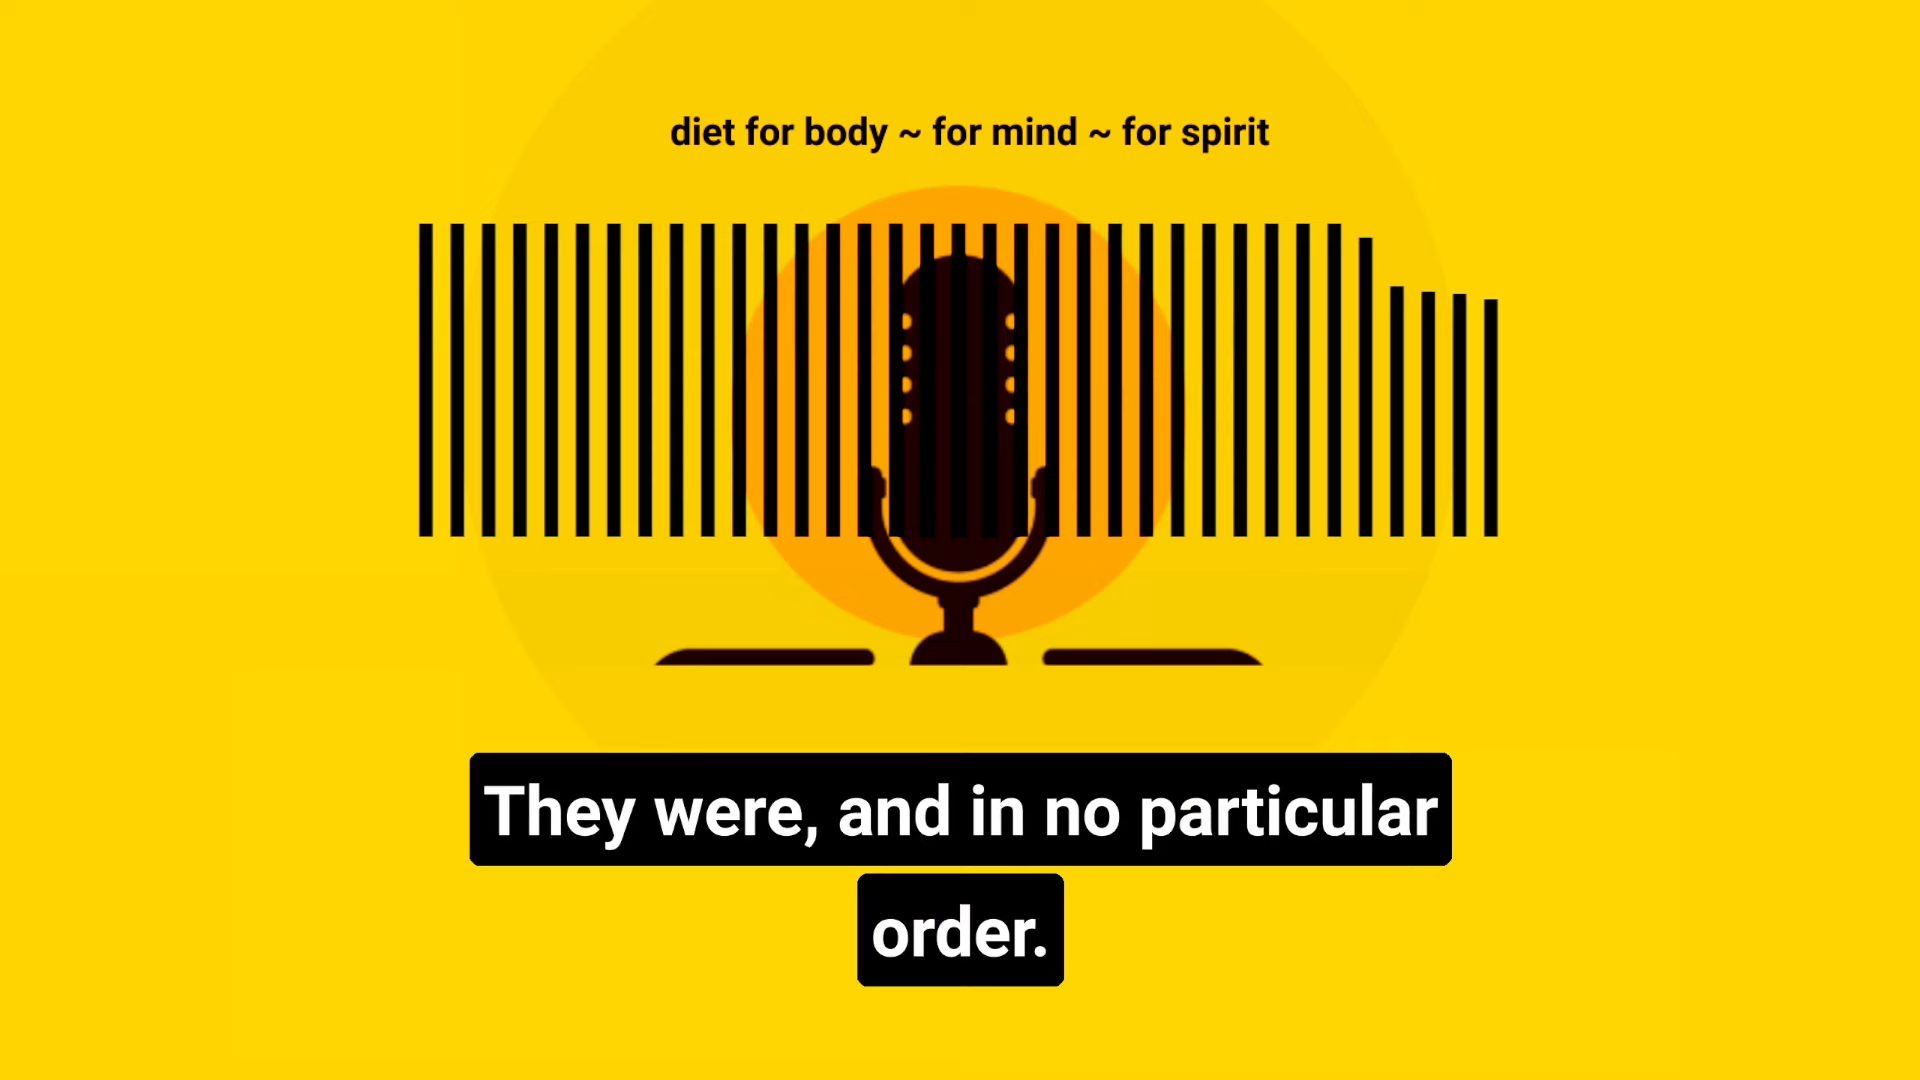 diet for body ~ for mind ~ for spirit
They were, and in no particular
order.